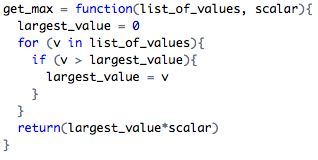 get_max = function(list_of_values, scalar){
  largest_value = 0
  for (v in list_of_values){
    if (v > largest_value){
      largest_value = v
    }
  }
  return(largest_value*scalar)
}